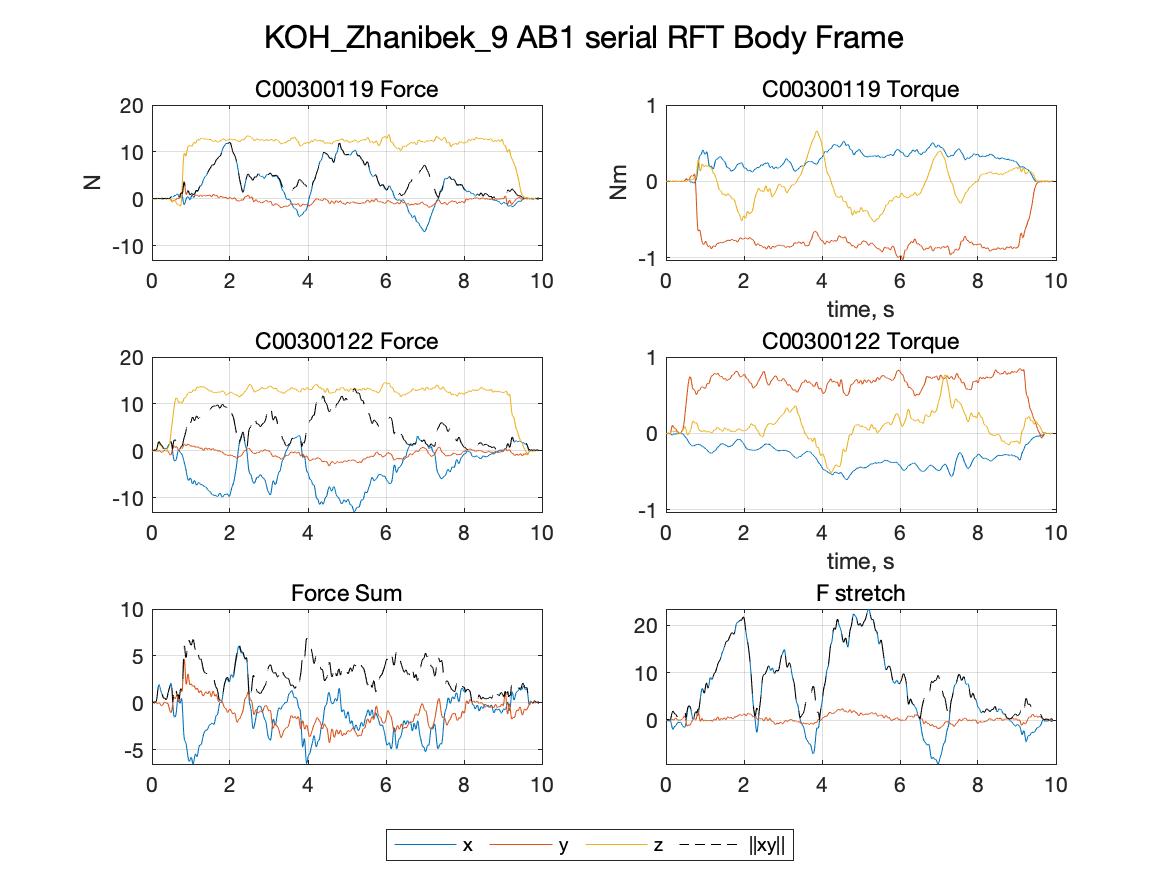 KOH_Zhanibek_9 AB1 serial RFT Body Frame
C00300119 Force
20
10
0
-10
N
0 2 4 6 8 10
C00300119 Torque
1
0
-1
Nm
0 2 4 6 8 10
time, s
C00300122 Force
20
10
0
-10
0 2 4 6 8 10
C00300122 Torque
1
0
-1
0 2 4 6 8 10
time, s
Force Sum
10
5
0
-5
0 2 4 6 8 10
F stretch
20
10
0
0 2 4 6 8 10
x y z ||xy||